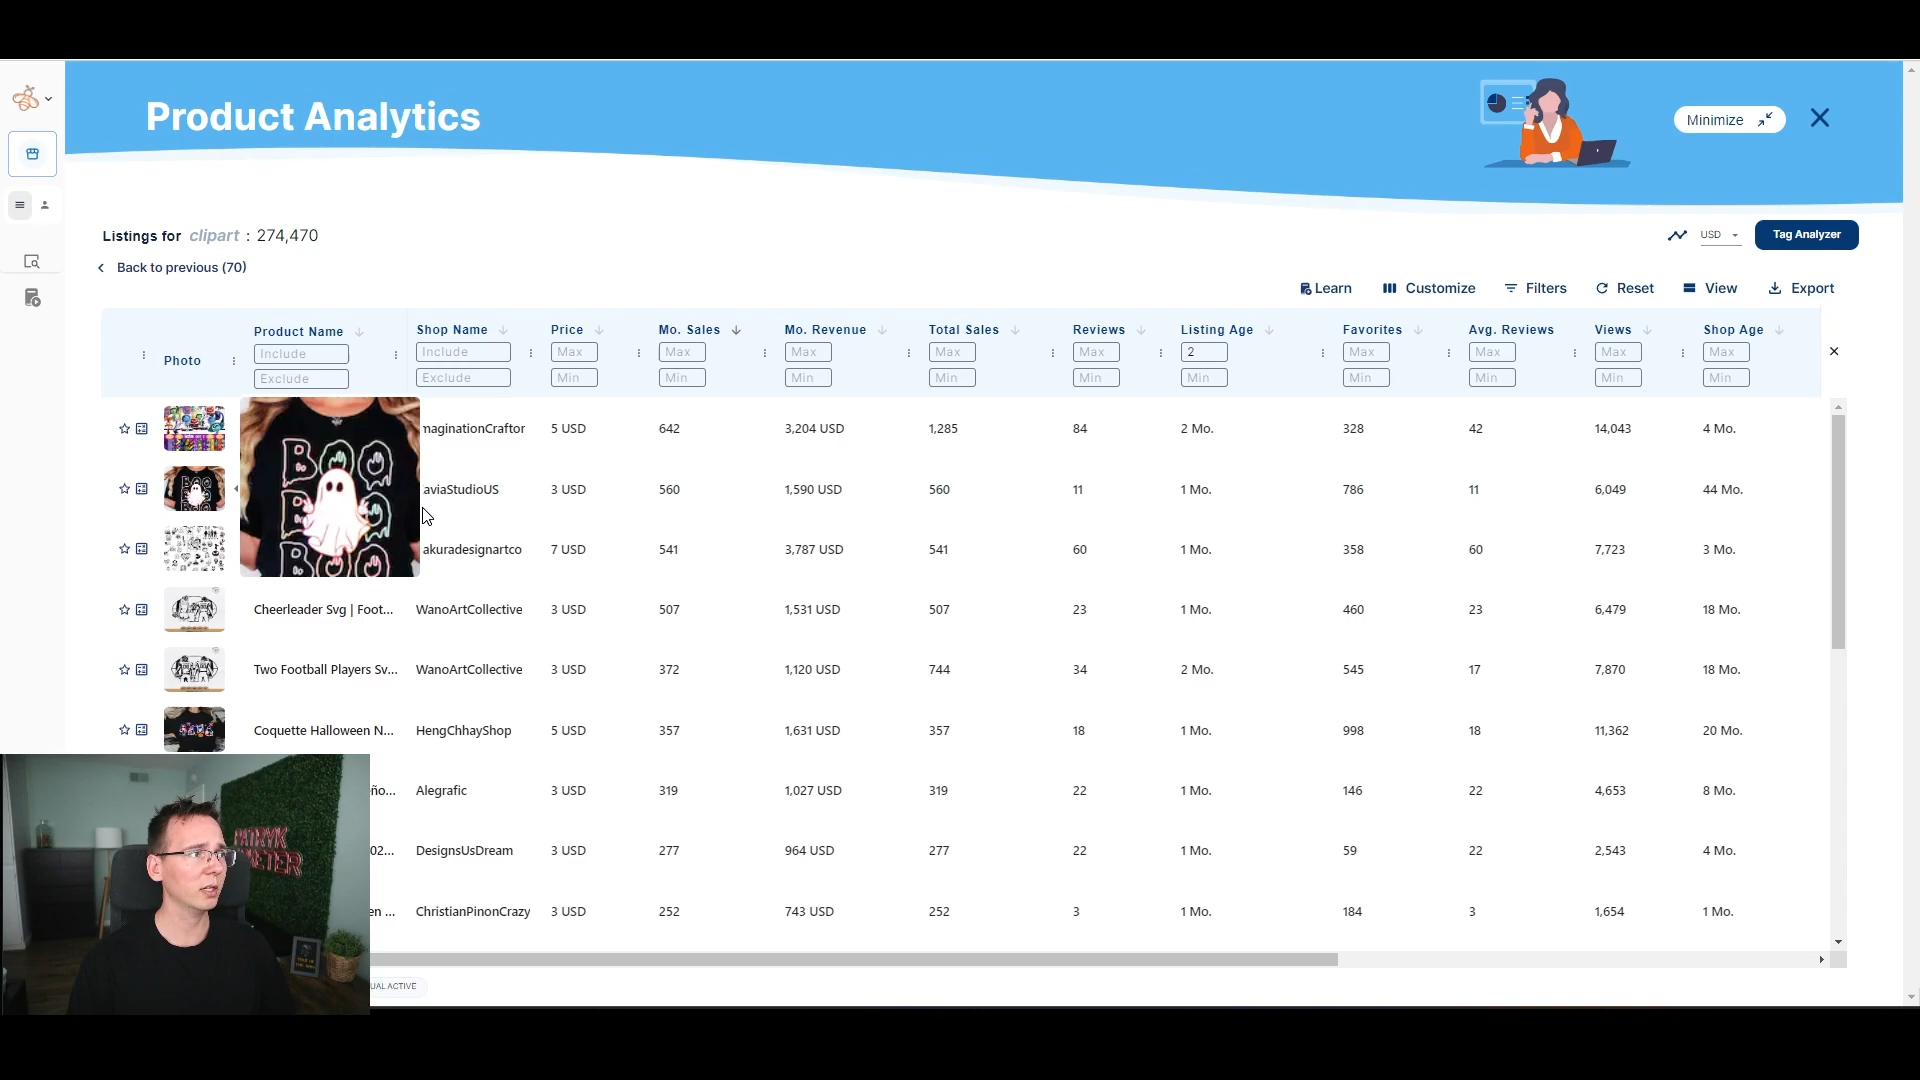 Product Analytics
Minimize
Listings for clipart : 274,470
USD
Tag Analyzer
Back to previous (70)
Learn Customize Filters Reset View Export
Photo Product Name Shop Name Price Mo. Sales Mo. Revenue Total Sales Reviews Listing Age Favorites Avg. Reviews Views Shop Age
Include Include Max Max Max Max Max 2 Max Max Max Max
Exclude Exclude Min Min Min Min Min Min Min Min Min Min
maginationCraftor 5 USD 642 3,204 USD 1,285 84 2 Mo. 328 42 14,043 4 Mo.
BOO
aviaStudioUS 3 USD 560 1,590 USD 560 11 1 Mo. 786 11 6,049 44 Mo.
BOO
akuradesignartco 7 USD 541 3,787 USD 541 60 1 Mo. 358 60 7,723 3 Mo.
BOO
Cheerleader Svg | Foot... WanoArtCollective 3 USD 507 1,531 USD 507 23 1 Mo. 460 23 6,479 18 Mo.
Two Football Players Sv... WanoArtCollective 3 USD 372 1,120 USD 744 34 2 Mo. 545 17 7,870 18 Mo.
Coquette Halloween N... HengChhayShop 5 USD 357 1,631 USD 357 18 1 Mo. 998 18 11,362 20 Mo.
eño... Alegrafic 3 USD 319 1,027 USD 319 22 1 Mo. 146 22 4,653 8 Mo.
02... DesignsUsDream 3 USD 277 964 USD 277 22 1 Mo. 59 22 2,543 4 Mo.
en ... ChristianPinonCrazy 3 USD 252 743 USD 252 3 1 Mo. 184 3 1,654 1 Mo.
PATRYK
UAL ACTIVE